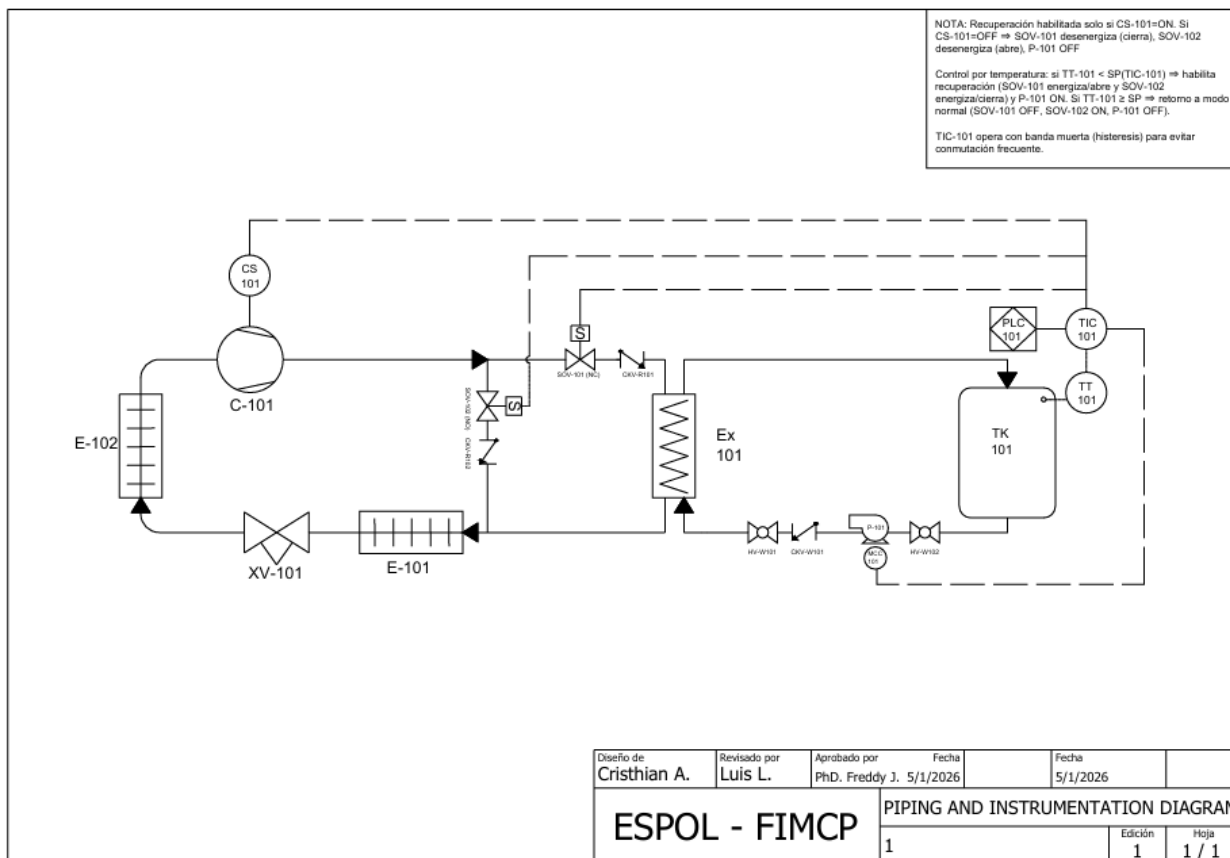 NOTA: Recuperación habilitada solo si CS-101=ON. Si
CS-101=OFF ⇒ SOV-101 desenergiza (cierra), SOV-102
desenergiza (abre), P-101 OFF
Control por temperatura: si TT-101 < SP(TIC-101) ⇒ habilita
recuperación (SOV-101 energiza/abre y SOV-102
energiza/cierra) y P-101 ON. Si TT-101 ≥ SP ⇒ retorno a modo
normal (SOV-101 OFF, SOV-102 ON, P-101 OFF).
TIC-101 opera con banda muerta (histeresis) para evitar
conmutación frecuente.
CS
101
C-101
S
SOV-101 (NC)
CKV-R101
SOV-102 (NO)
S
CKV-R102
PLC
101
TIC
101
TT
101
E-102
Ex
101
TK
101
XV-101
E-101
HV-W101
CKV-W101
P-101
MCC
101
HV-W102
Diseño de
Cristhian A.
Revisado por
Luis L.
Aprobado por
Fecha
PhD. Freddy J. 5/1/2026
Fecha
5/1/2026
ESPOL - FIMCP
PIPING AND INSTRUMENTATION DIAGRAM
1
Edición
1
Hoja
1 / 1